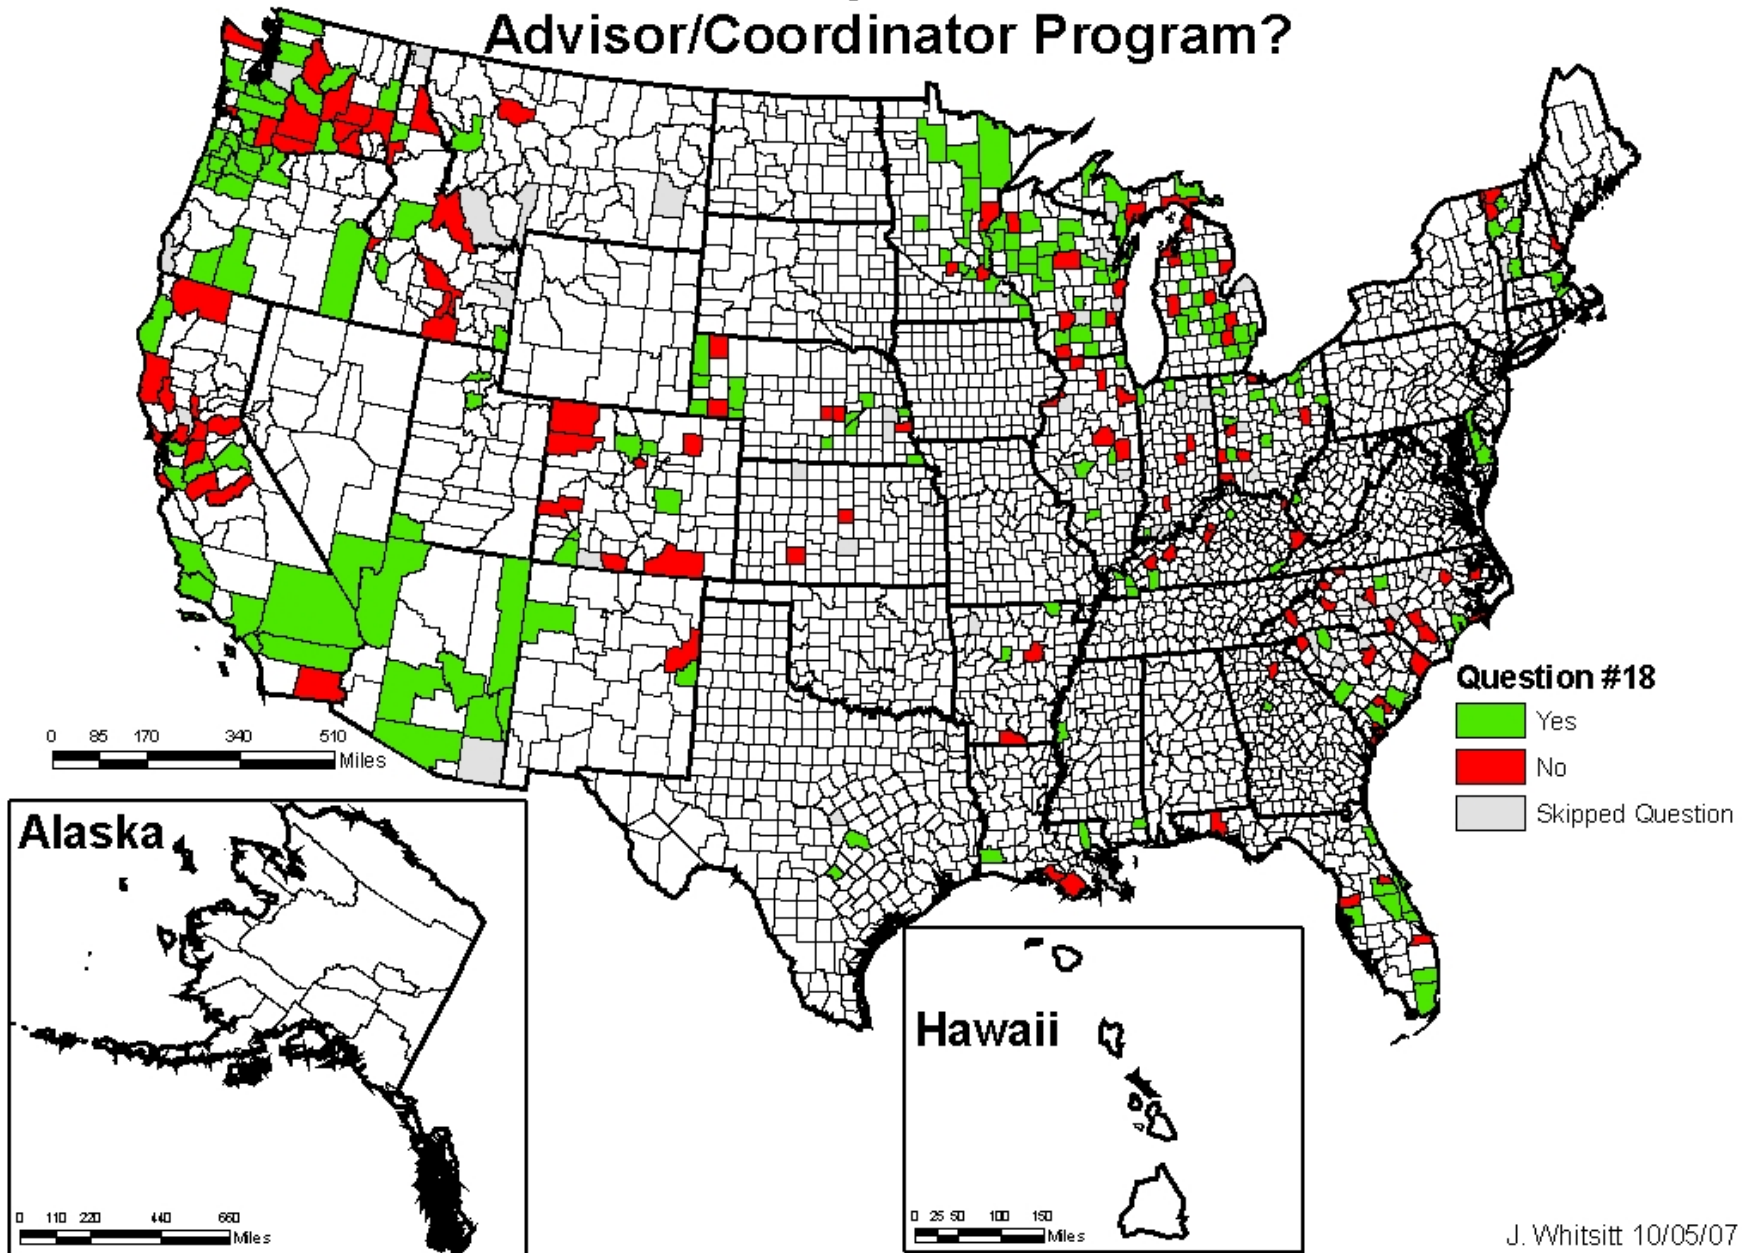 Advisor/Coordinator Program?
Question #18
Yes
No
Skipped Question
0 85 170 340 510
Miles
Alaska
0 110 220 440 660
Miles
Hawaii
0 25 50 100 150
Miles
J. Whitsitt 10/05/07